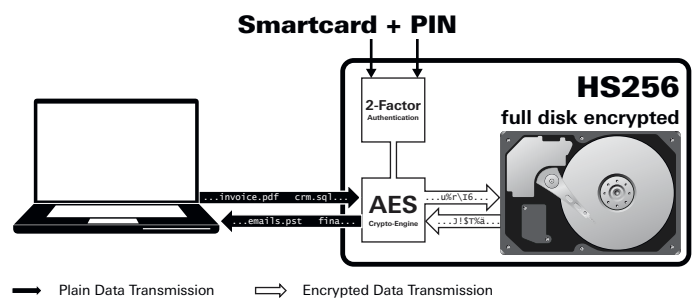 Smartcard + PIN
HS256
full disk encrypted
2-Factor
Authentication
...invoice.pdf crm.sql...
...emails.pst fina...
AES
Crypto-Engine
...u%r\I6...
...J!$T%ä...
Plain Data Transmission
Encrypted Data Transmission